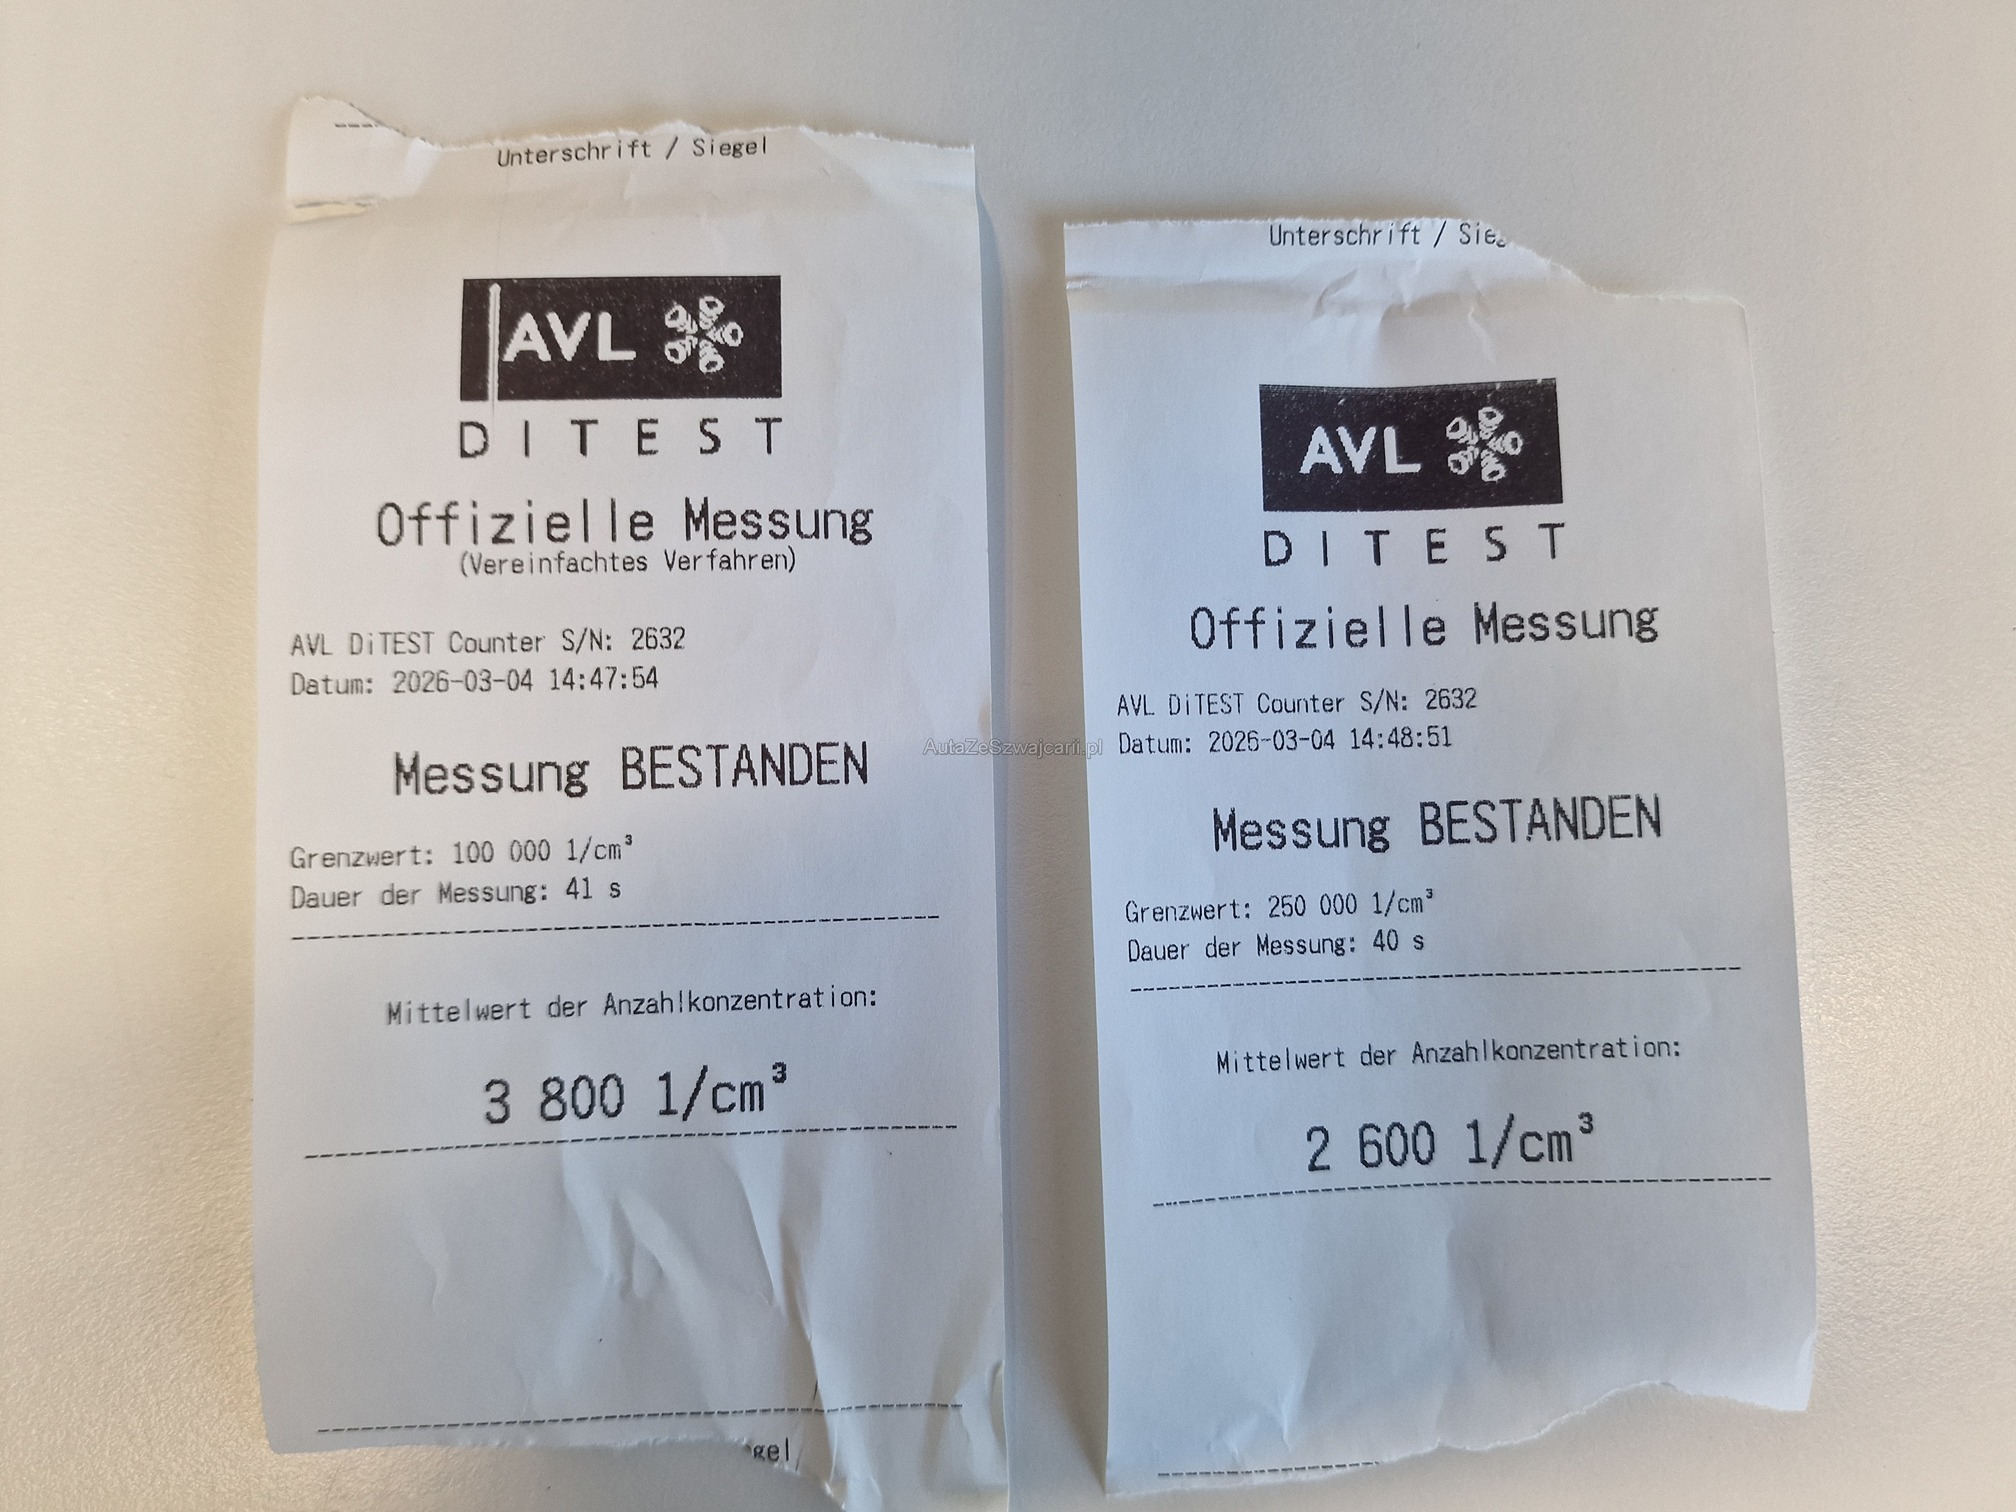 Unterschrift / Siegel
AVL
DITEST
Offizielle Messung
(Vereinfachtes Verfahren)
AVL DiTEST Counter S/N: 2632
Datum: 2026-03-04 14:47:54
Messung BESTANDEN
Grenzwert: 100 000 1/cm³
Dauer der Messung: 41 s
Mittelwert der Anzahlkonzentration:
3 800 1/cm³
gel
Unterschrift / Sie
AVL
DITEST
Offizielle Messung
AVL DiTEST Counter S/N: 2632
Datum: 2026-03-04 14:48:51
Messung BESTANDEN
Grenzwert: 250 000 1/cm³
Dauer der Messung: 40 s
Mittelwert der Anzahlkonzentration:
2 600 1/cm³
AutaZeSzwajcarii.pl